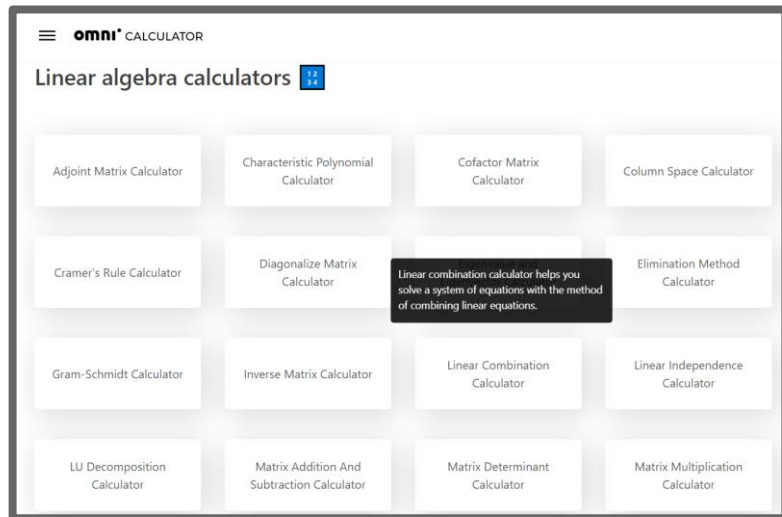 omni CALCULATOR
Linear algebra calculators
1 2
3 4
Adjoint Matrix Calculator
Characteristic Polynomial
Calculator
Cofactor Matrix
Calculator
Column Space Calculator
Cramer's Rule Calculator
Diagonalize Matrix
Calculator
Linear combination calculator helps you
solve a system of equations with the method
of combining linear equations.
Elimination Method
Calculator
Gram-Schmidt Calculator
Inverse Matrix Calculator
Linear Combination
Calculator
Linear Independence
Calculator
LU Decomposition
Calculator
Matrix Addition And
Subtraction Calculator
Matrix Determinant
Calculator
Matrix Multiplication
Calculator